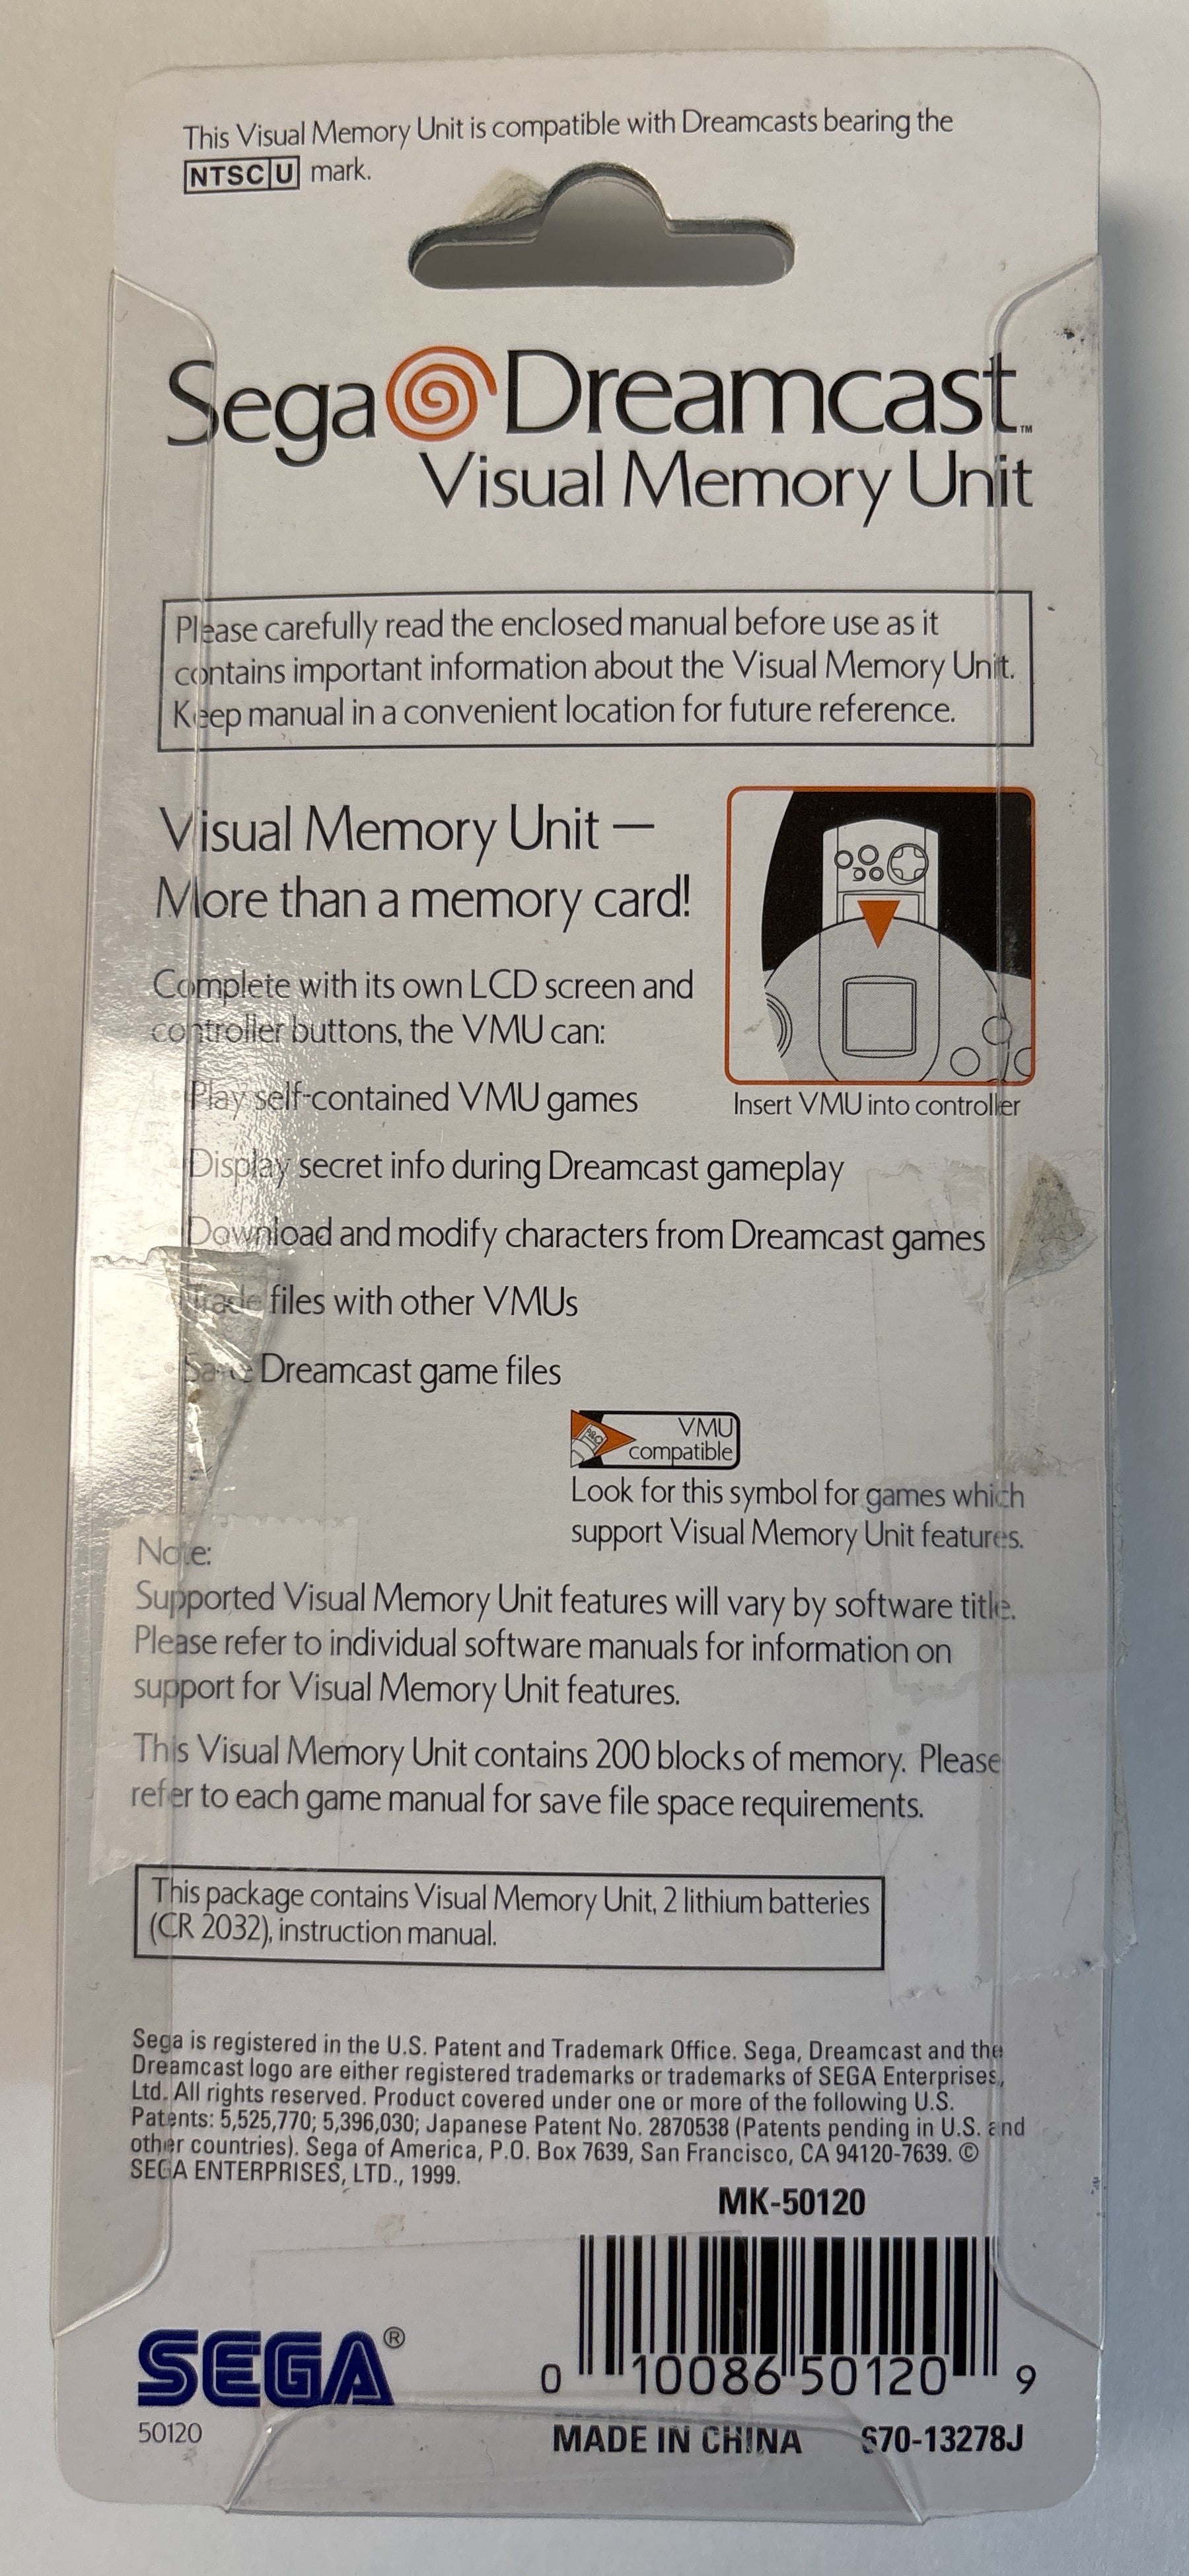 This Visual Memory Unit is compatible with Dreamcasts bearing the
NTSC U mark.
Sega Dreamcast™
Visual Memory Unit
Please carefully read the enclosed manual before use as it
contains important information about the Visual Memory Unit.
Keep manual in a convenient location for future reference.
Visual Memory Unit —
More than a memory card!
Complete with its own LCD screen and
controller buttons, the VMU can:
Play self-contained VMU games
Insert VMU into controller
Display secret info during Dreamcast gameplay
Download and modify characters from Dreamcast games
Trade files with other VMUs
Save Dreamcast game files
VMU
compatible
Look for this symbol for games which
support Visual Memory Unit features.
Note:
Supported Visual Memory Unit features will vary by software title.
Please refer to individual software manuals for information on
support for Visual Memory Unit features.
This Visual Memory Unit contains 200 blocks of memory. Please
refer to each game manual for save file space requirements.
This package contains Visual Memory Unit, 2 lithium batteries
(CR 2032), instruction manual.
Sega is registered in the U.S. Patent and Trademark Office. Sega, Dreamcast and the
Dreamcast logo are either registered trademarks or trademarks of SEGA Enterprises,
Ltd. All rights reserved. Product covered under one or more of the following U.S.
Patents: 5,525,770; 5,396,030; Japanese Patent No. 2870538 (Patents pending in U.S. and
other countries). Sega of America, P.O. Box 7639, San Francisco, CA 94120-7639. ©
SEGA ENTERPRISES, LTD., 1999.
MK-50120
SEGA®
0 10086 50120 9
50120
MADE IN CHINA 670-13278J